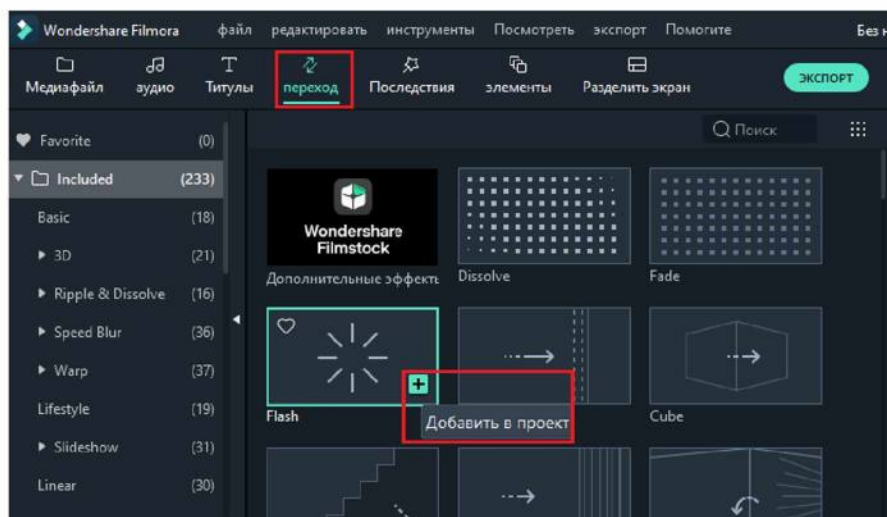 Wondershare Filmora файл редактировать инструменты Посмотреть экспорт Помогите Без
Медиафайл аудио Титулы переход Последствия элементы Разделить экран экспорт
Поиск
Favorite (0)
Included (233)
Basic (18)
3D (21)
Ripple & Dissolve (16)
Speed Blur (36)
Warp (37)
Lifestyle (19)
Slideshow (31)
Linear (30)
Wondershare
Filmstock
Дополнительные эффекть Dissolve Fade
Flash Cube
Добавить в проект